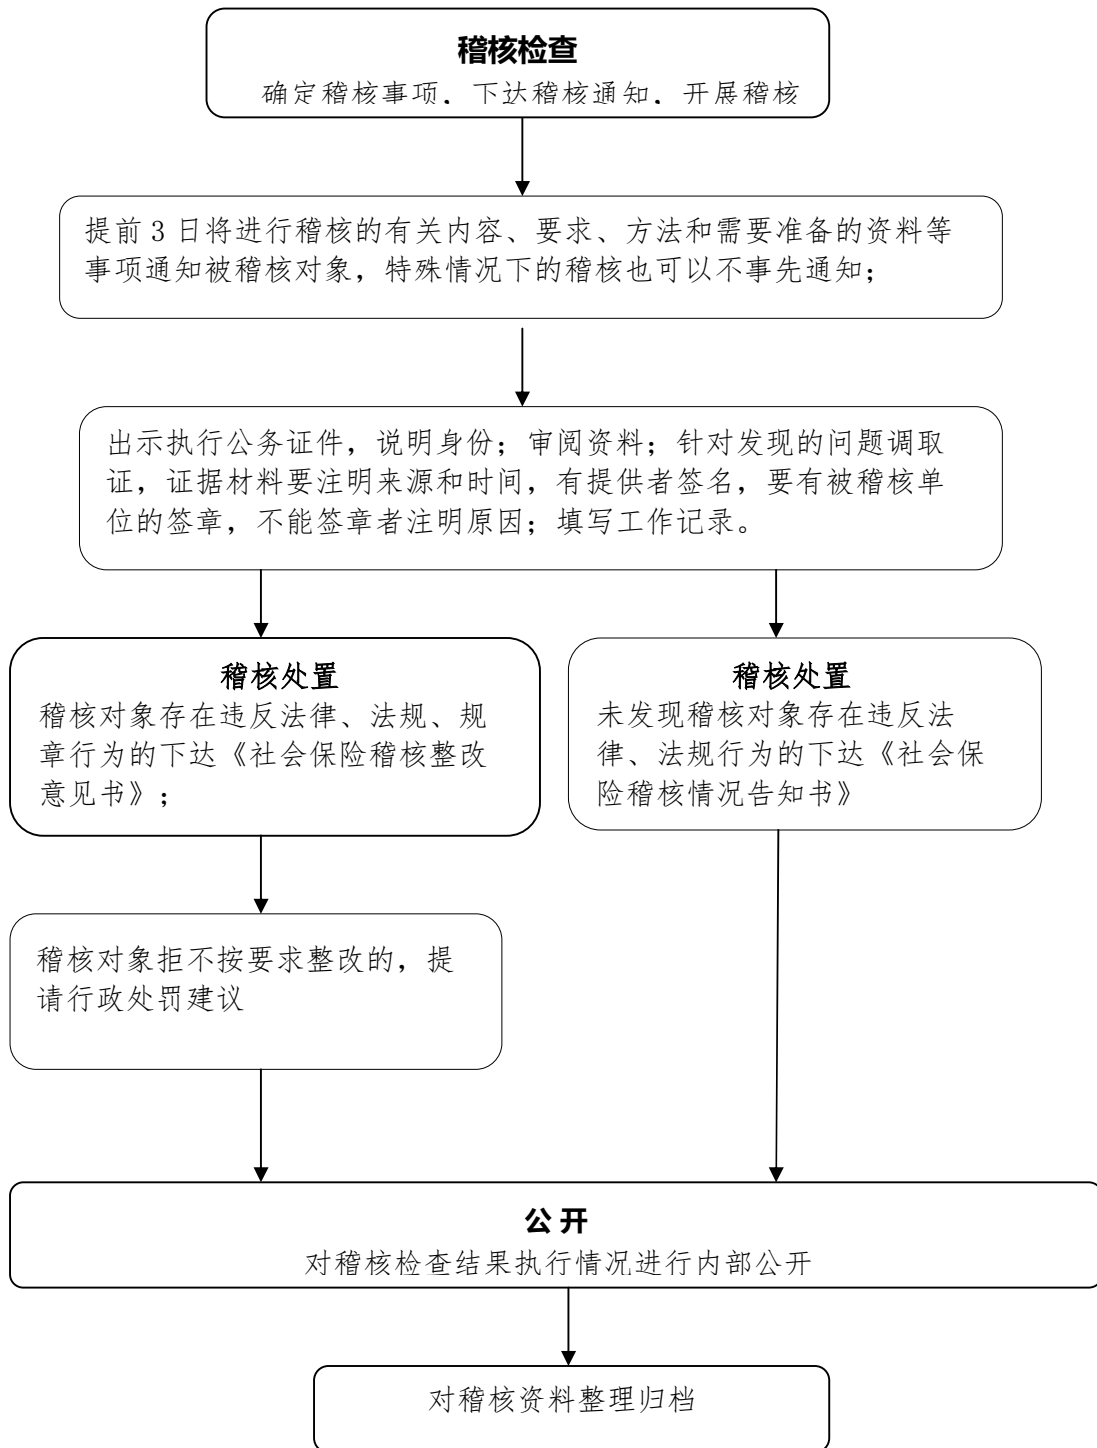 稽核检查
确定稽核事项．下达稽核通知．开展稽核
提前 3 日将进行稽核的有关内容、要求、方法和需要准备的资料等
事项通知被稽核对象，特殊情况下的稽核也可以不事先通知；
出示执行公务证件，说明身份；审阅资料；针对发现的问题调取
证，证据材料要注明来源和时间，有提供者签名，要有被稽核单
位的签章，不能签章者注明原因；填写工作记录。
稽核处置
稽核对象存在违反法律、法规、规
章行为的下达《社会保险稽核整改
意见书》；
稽核处置
未发现稽核对象存在违反法
律、法规行为的下达《社会保
险稽核情况告知书》
稽核对象拒不按要求整改的，提
请行政处罚建议
公 开
对稽核检查结果执行情况进行内部公开
对稽核资料整理归档